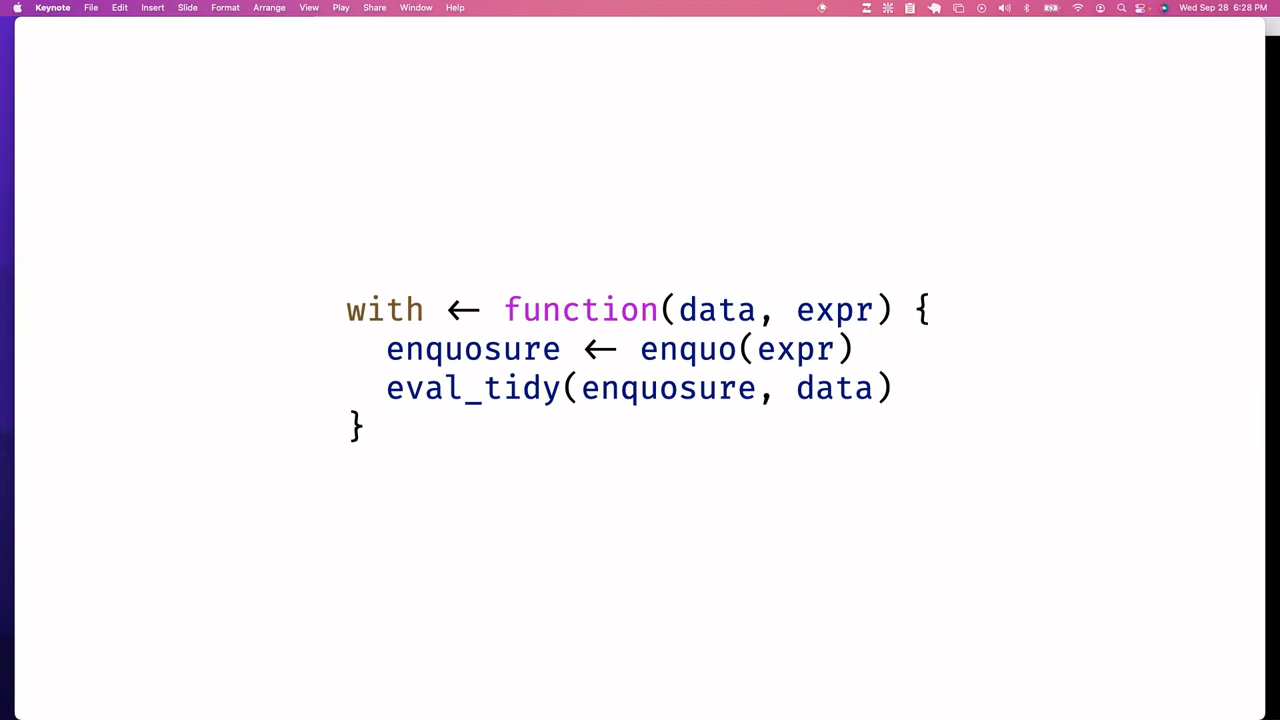 Keynote File Edit Insert Slide Format Arrange View Play Share Window Help Wed Sep 28 6:28 PM
with <- function(data, expr) {
  enquosure <- enquo(expr)
  eval_tidy(enquosure, data)
}